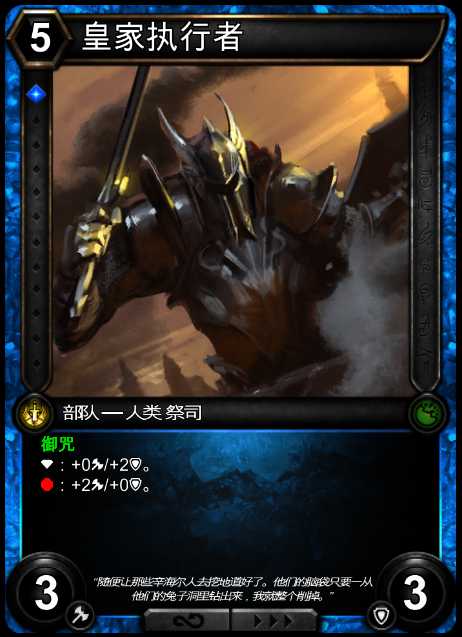 5
皇家执行者
部队 — 人类 祭司
御咒
: +0/+2。
: +2/+0。
"随便让那些辛海尔人去挖地道好了。他们的脑袋只要一从
他们的兔子洞里钻出来，我就整个削掉。"
3
3